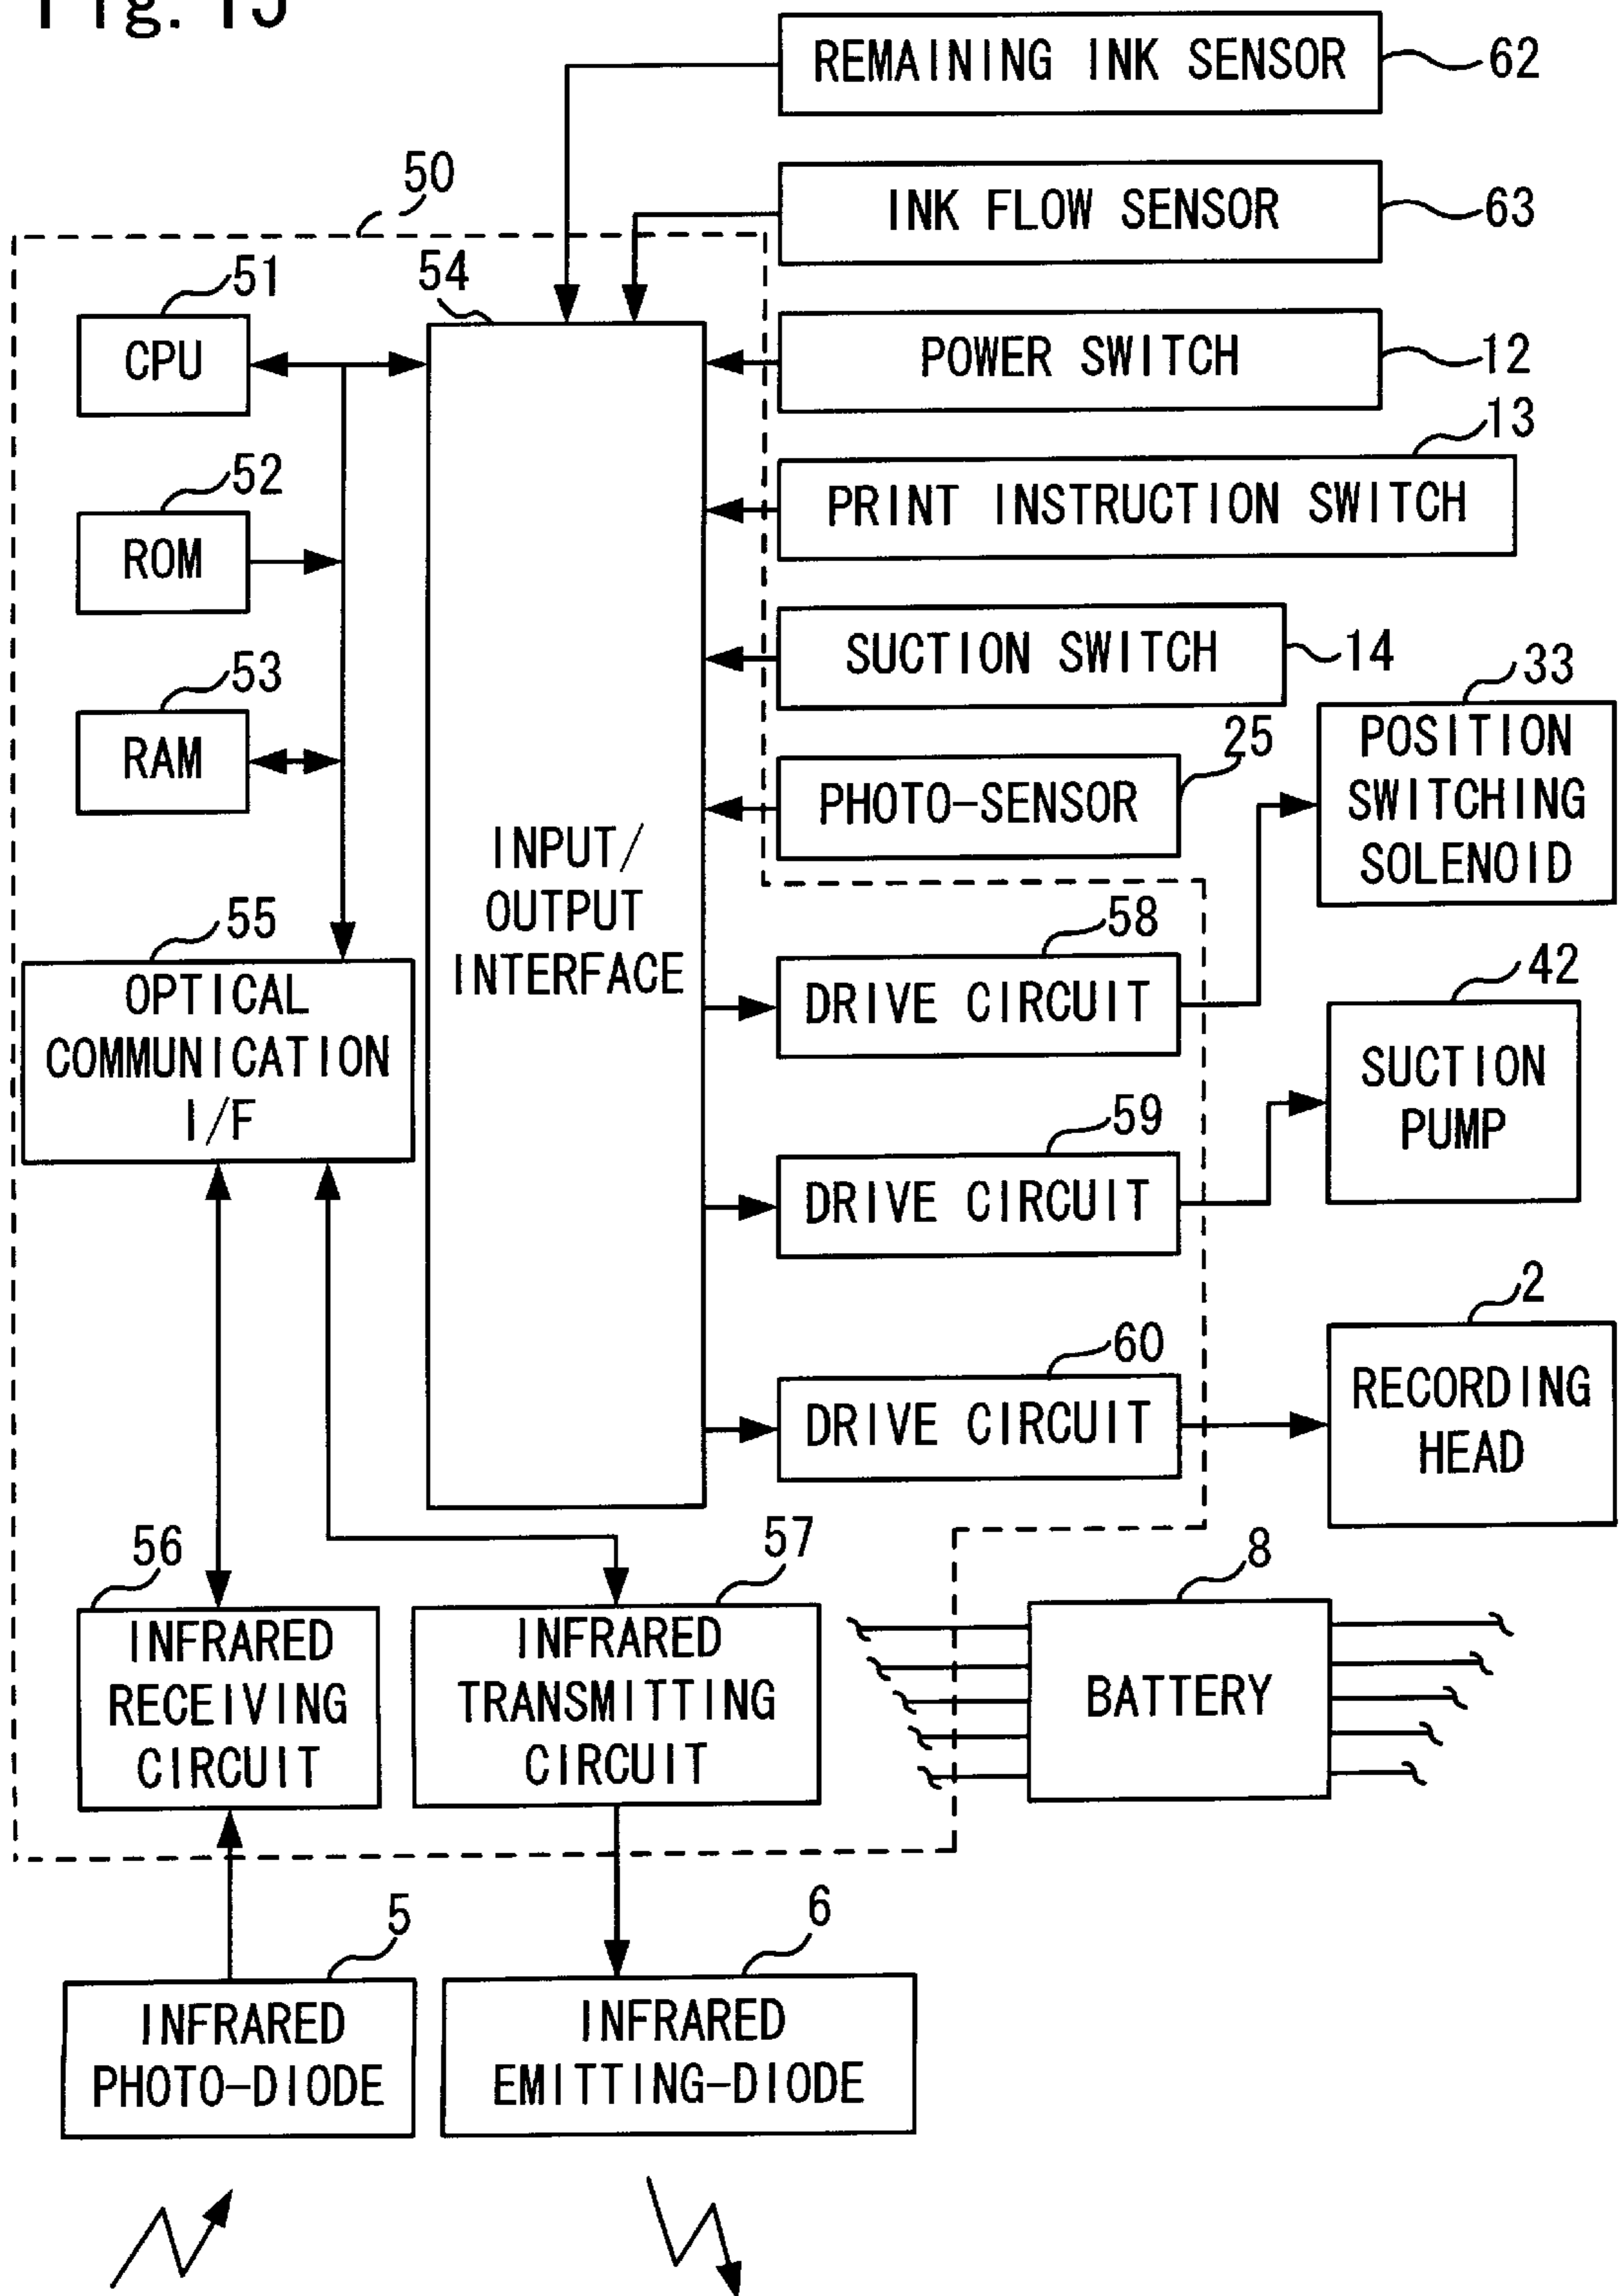 Fig. 15
REMAINING INK SENSOR
62
50
INK FLOW SENSOR
63
51
CPU
54
POWER SWITCH
12
13
52
ROM
PRINT INSTRUCTION SWITCH
53
RAM
SUCTION SWITCH
14
33
POSITION
SWITCHING
SOLENOID
25
PHOTO-SENSOR
INPUT/
OUTPUT
INTERFACE
55
OPTICAL
COMMUNICATION
I/F
58
DRIVE CIRCUIT
42
SUCTION
PUMP
59
DRIVE CIRCUIT
2
RECORDING
HEAD
60
DRIVE CIRCUIT
56
INFRARED
RECEIVING
CIRCUIT
57
INFRARED
TRANSMITTING
CIRCUIT
8
BATTERY
5
INFRARED
PHOTO-DIODE
6
INFRARED
EMITTING-DIODE